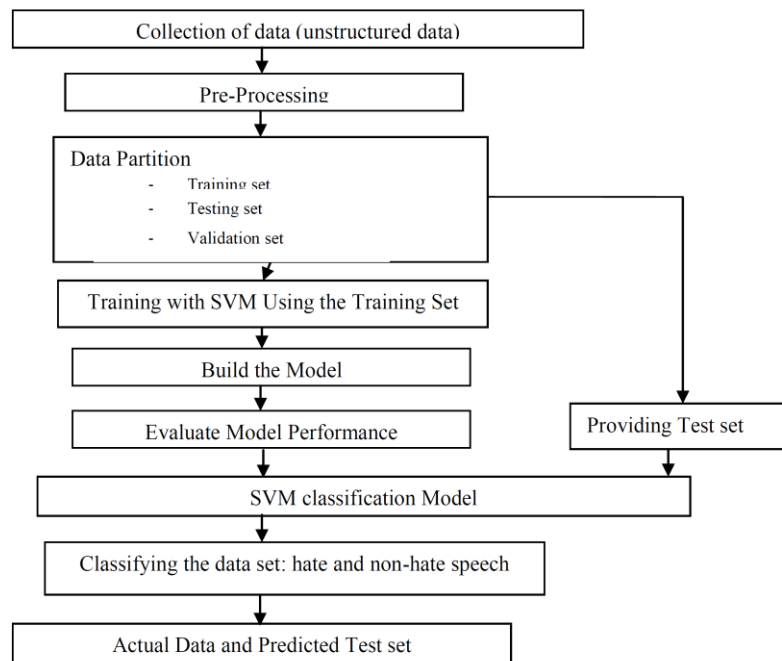 Collection of data (unstructured data)
Pre-Processing
Data Partition
- Training set
- Testing set
- Validation set
Training with SVM Using the Training Set
Build the Model
Evaluate Model Performance
Providing Test set
SVM classification Model
Classifying the data set: hate and non-hate speech
Actual Data and Predicted Test set